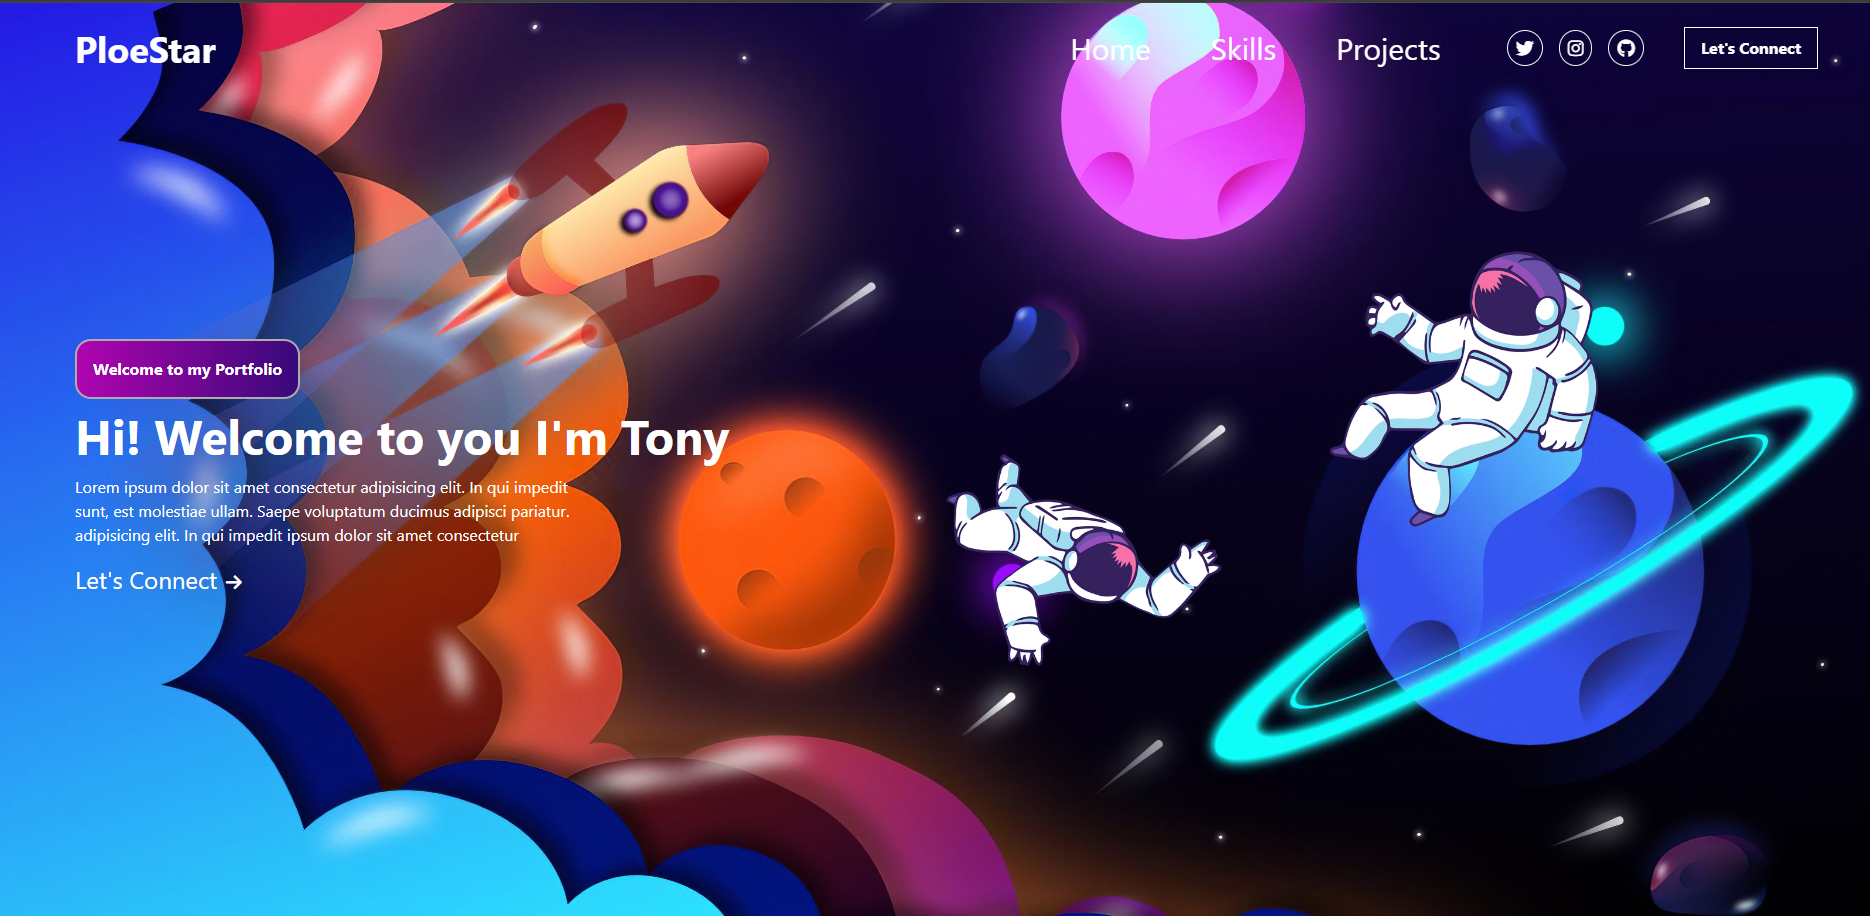 PloeStar
Home Skills Projects Let's Connect
Welcome to my Portfolio
Hi! Welcome to you I'm Tony
Lorem ipsum dolor sit amet consectetur adipisicing elit. In qui impedit
sunt, est molestiae ullam. Saepe voluptatum ducimus adipisci pariatur.
adipisicing elit. In qui impedit ipsum dolor sit amet consectetur
Let's Connect →